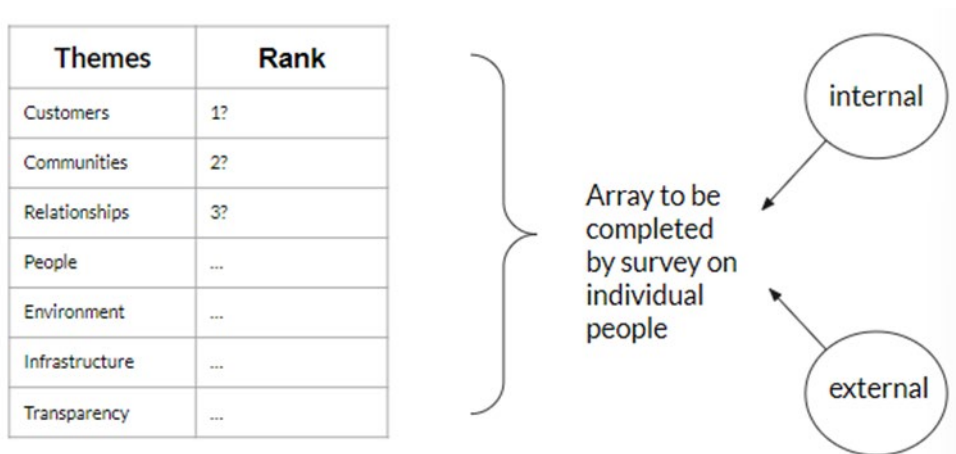 Themes Rank
Customers 1?
Communities 2?
Relationships 3?
People ...
Environment ...
Infrastructure ...
Transparency ...
Array to be
completed
by survey on
individual
people
internal
external